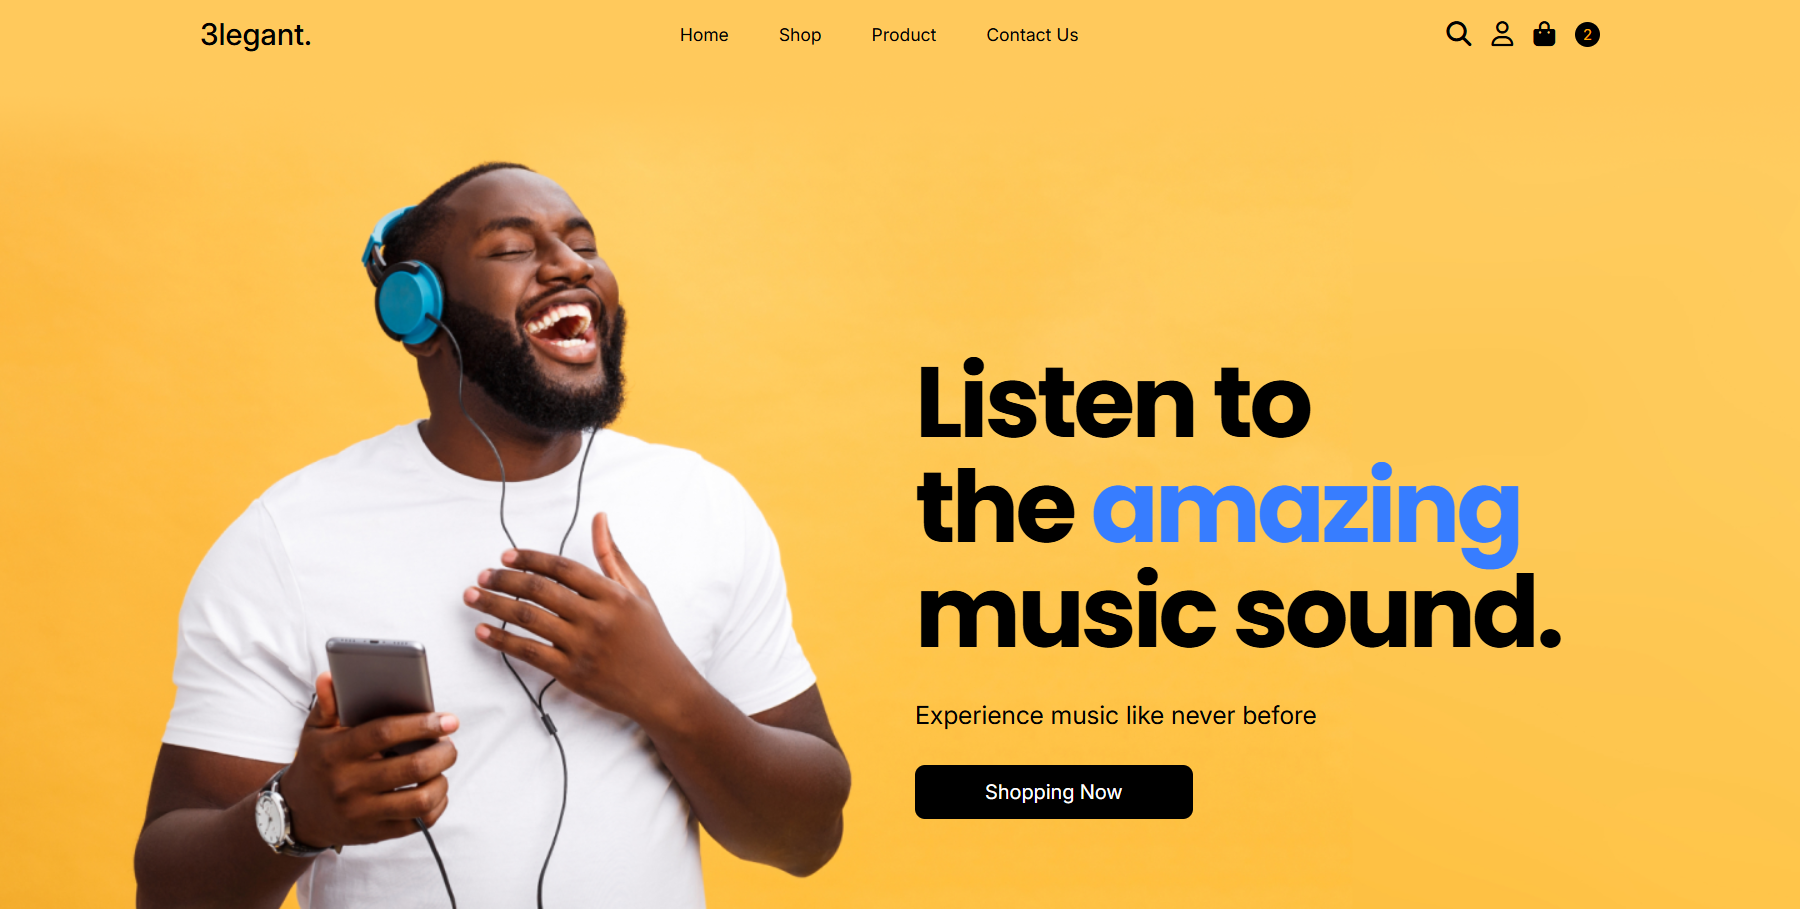 3legant.
Home Shop Product Contact Us
2
Listen to
the amazing
music sound.
Experience music like never before
Shopping Now